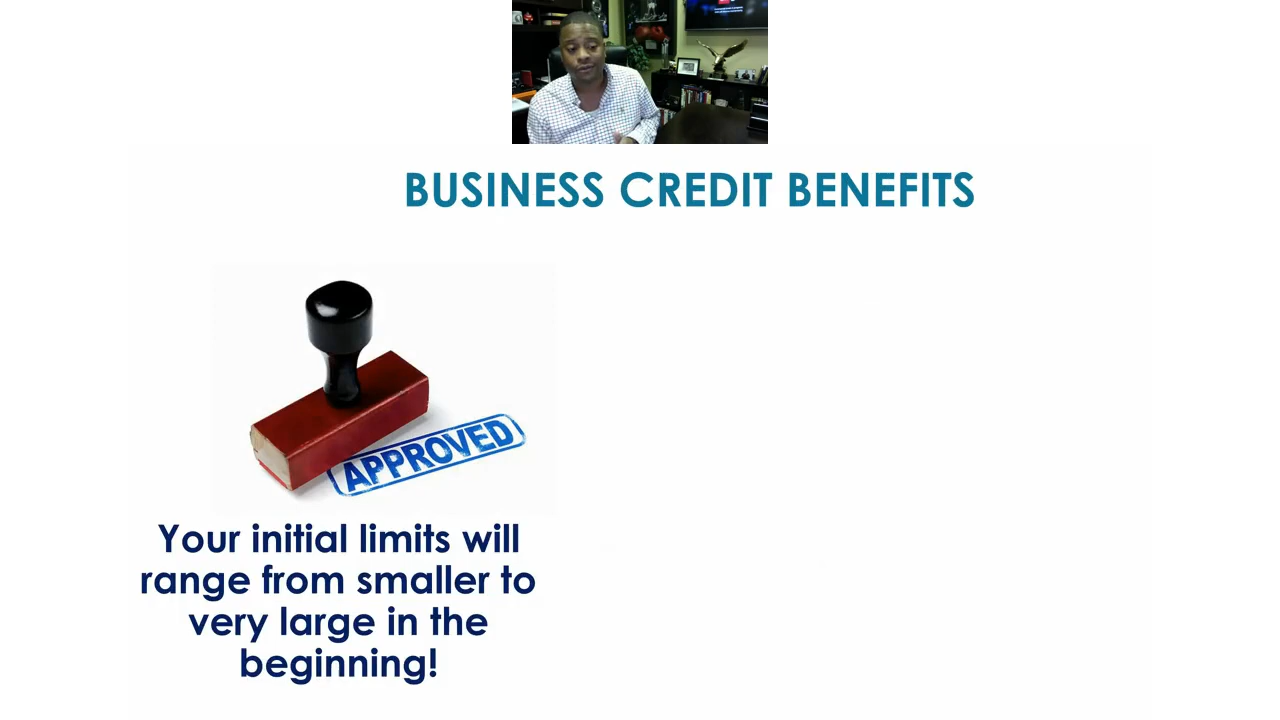 BUSINESS CREDIT BENEFITS
APPROVED
Your initial limits will
range from smaller to
very large in the
beginning!